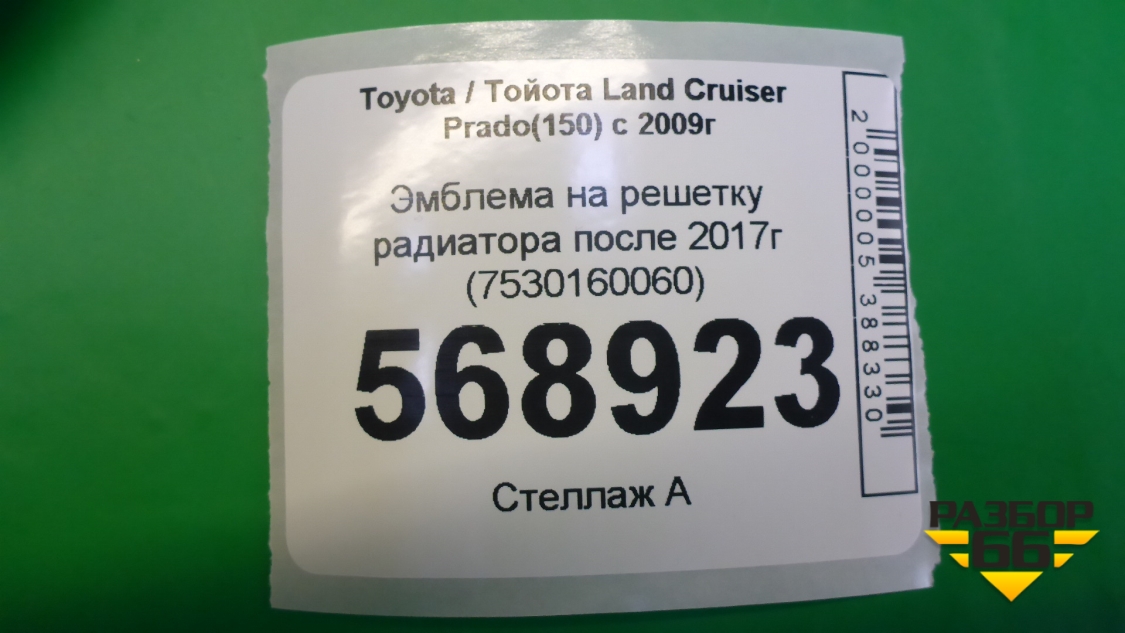 Toyota / Тойота Land Cruiser
Prado(150) с 2009г
Эмблема на решетку
радиатора после 2017г
(7530160060)
568923
Стеллаж А
2000005388330
РАЗБОР
66